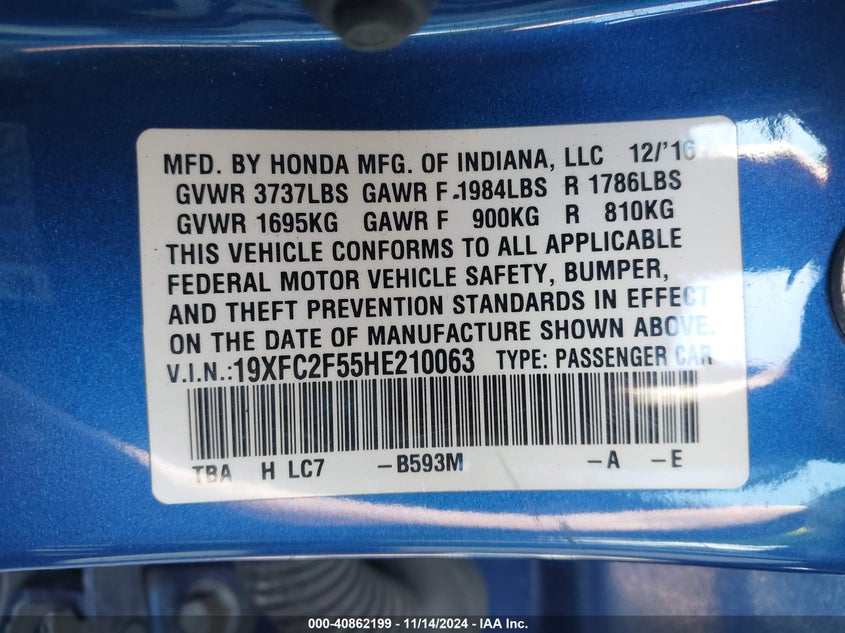 MFD. BY HONDA MFG. OF INDIANA, LLC 12/'16
GVWR 3737LBS GAWR F 1984LBS R 1786LBS
GVWR 1695KG GAWR F 900KG R 810KG
THIS VEHICLE CONFORMS TO ALL APPLICABLE
FEDERAL MOTOR VEHICLE SAFETY, BUMPER,
AND THEFT PREVENTION STANDARDS IN EFFECT
ON THE DATE OF MANUFACTURE SHOWN ABOVE.
V.I.N.:19XFC2F55HE210063 TYPE: PASSENGER CAR
TBA H LC7 -B593M -A -E
000-40862199 | 11/14/2024 | IAA Inc.